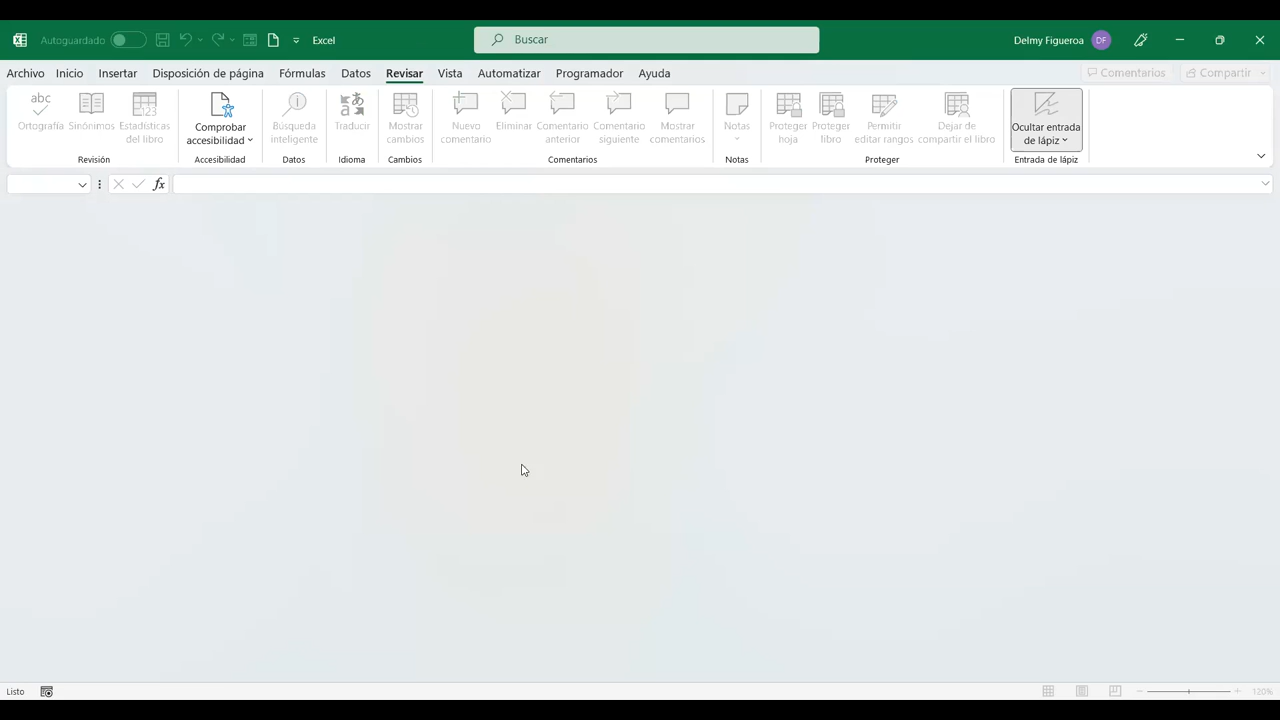 Autoguardado Excel Buscar Delmy Figueroa DF
Archivo Inicio Insertar Disposición de página Fórmulas Datos Revisar Vista Automatizar Programador Ayuda Comentarios Compartir
abc
Ortografía Sinónimos Estadísticas del libro
Revisión
Comprobar accesibilidad
Accesibilidad
Búsqueda inteligente
Datos
Traducir
Idioma
Mostrar cambios
Cambios
Nuevo comentario Eliminar Comentario anterior Comentario siguiente Mostrar comentarios
Comentarios
Notas
Notas
Proteger hoja Proteger libro Permitir editar rangos Dejar de compartir el libro
Proteger
Ocultar entrada de lápiz
Entrada de lápiz
fx
Listo 120%